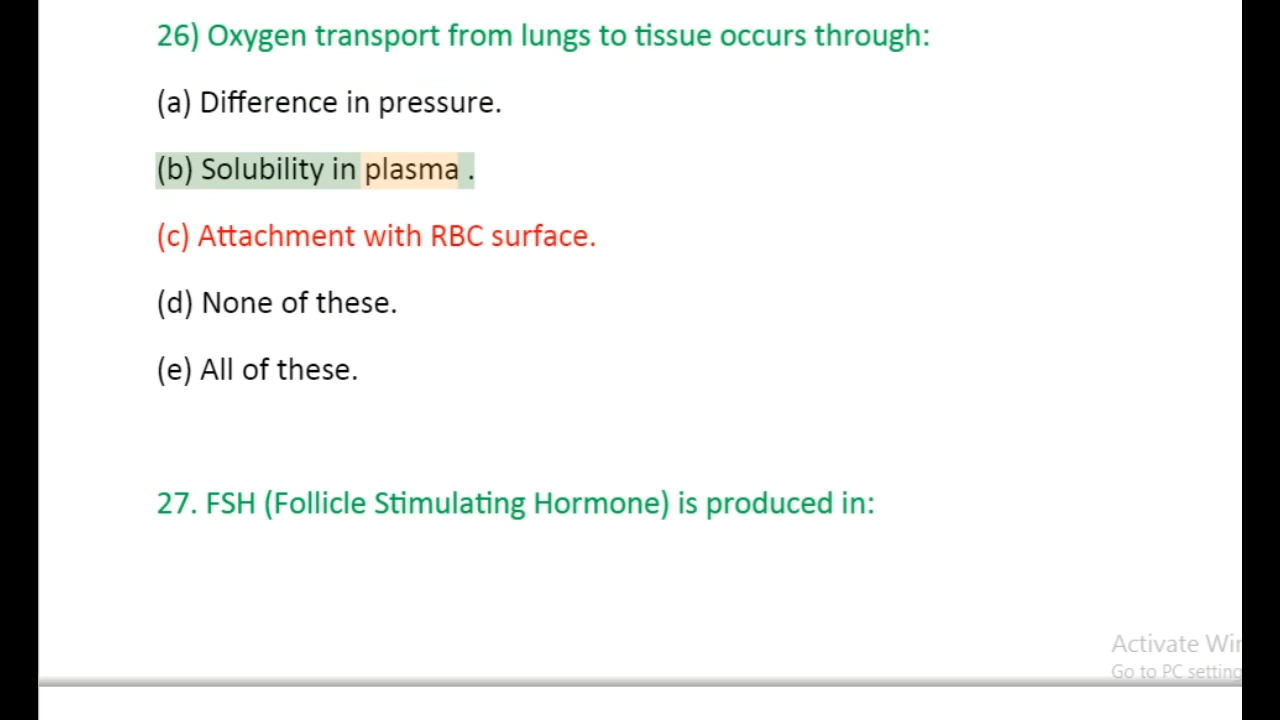 26) Oxygen transport from lungs to tissue occurs through:
(a) Difference in pressure.
(b) Solubility in plasma .
(c) Attachment with RBC surface.
(d) None of these.
(e) All of these.
27. FSH (Follicle Stimulating Hormone) is produced in:
Activate Wi
Go to PC setting